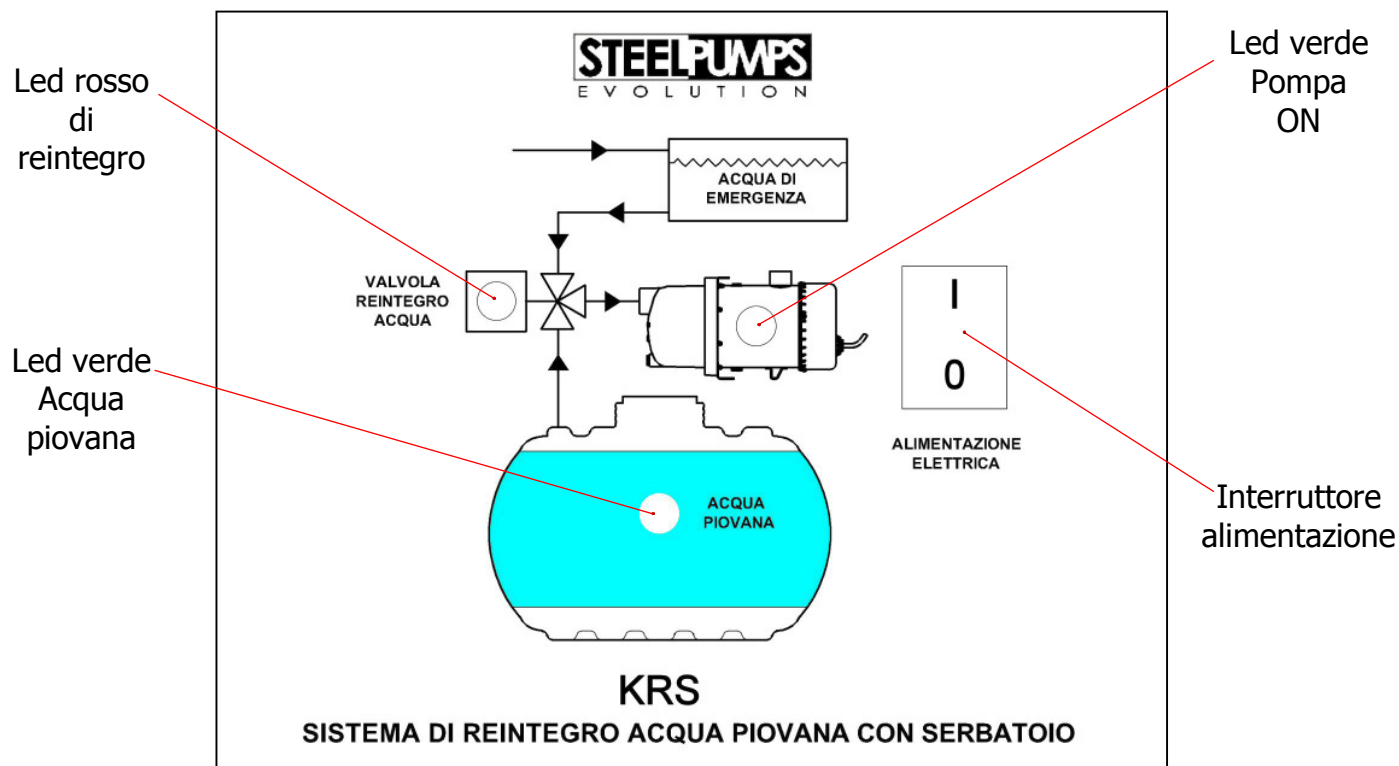 STEELPUMPS
EVOLUTION
Led rosso
di
reintegro
Led verde
Pompa
ON
ACQUA DI
EMERGENZA
VALVOLA
REINTEGRO
ACQUA
I
0
Led verde
Acqua
piovana
ALIMENTAZIONE
ELETTRICA
ACQUA
PIOVANA
Interruttore
alimentazione
KRS
SISTEMA DI REINTEGRO ACQUA PIOVANA CON SERBATOIO